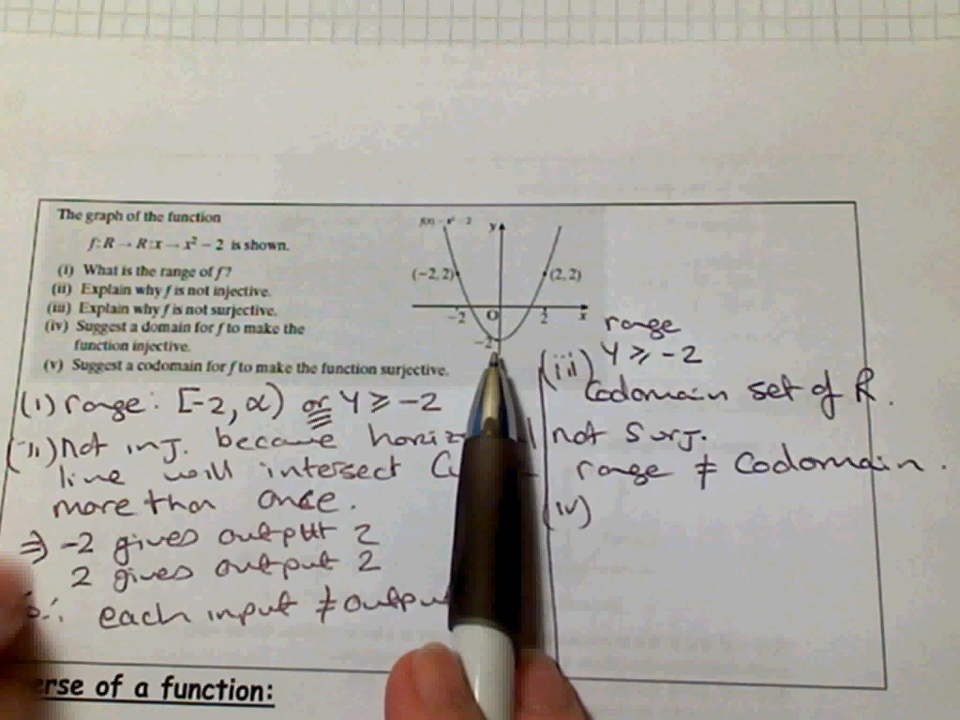 The graph of the function
f: R → R : x → x² − 2 is shown.
(i) What is the range of f?
(ii) Explain why f is not injective.
(iii) Explain why f is not surjective.
(iv) Suggest a domain for f to make the
function injective.
(v) Suggest a codomain for f to make the function surjective.
f(x) = x² − 2
y
(−2, 2)
(2, 2)
−2
O
2
x
−2
(i) range: [-2, ∝) or y ≥ -2
(ii) not inj. because
line will intersect
more than once.
⇒ -2 gives output 2
2 gives output 2
∴ each input ≠
range
(iii) y ≥ -2
Codomain set of R.
not Surj.
range ≠ Codomain.
(iv)
erse of a function: